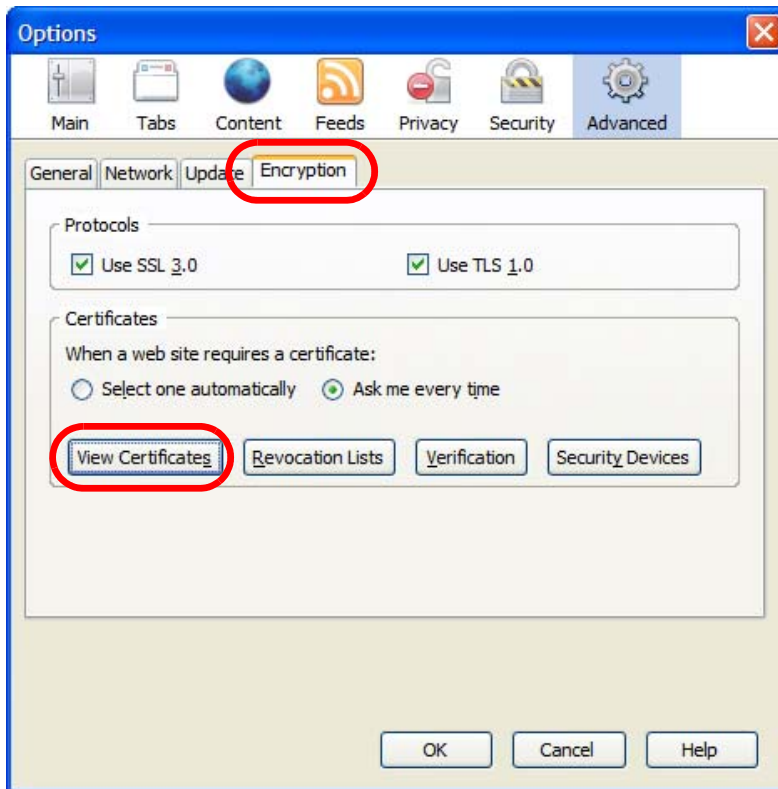 Options
Main Tabs Content Feeds Privacy Security Advanced
General Network Update Encryption
Protocols
Use SSL 3.0 Use TLS 1.0
Certificates
When a web site requires a certificate:
Select one automatically Ask me every time
View Certificates Revocation Lists Verification Security Devices
OK Cancel Help